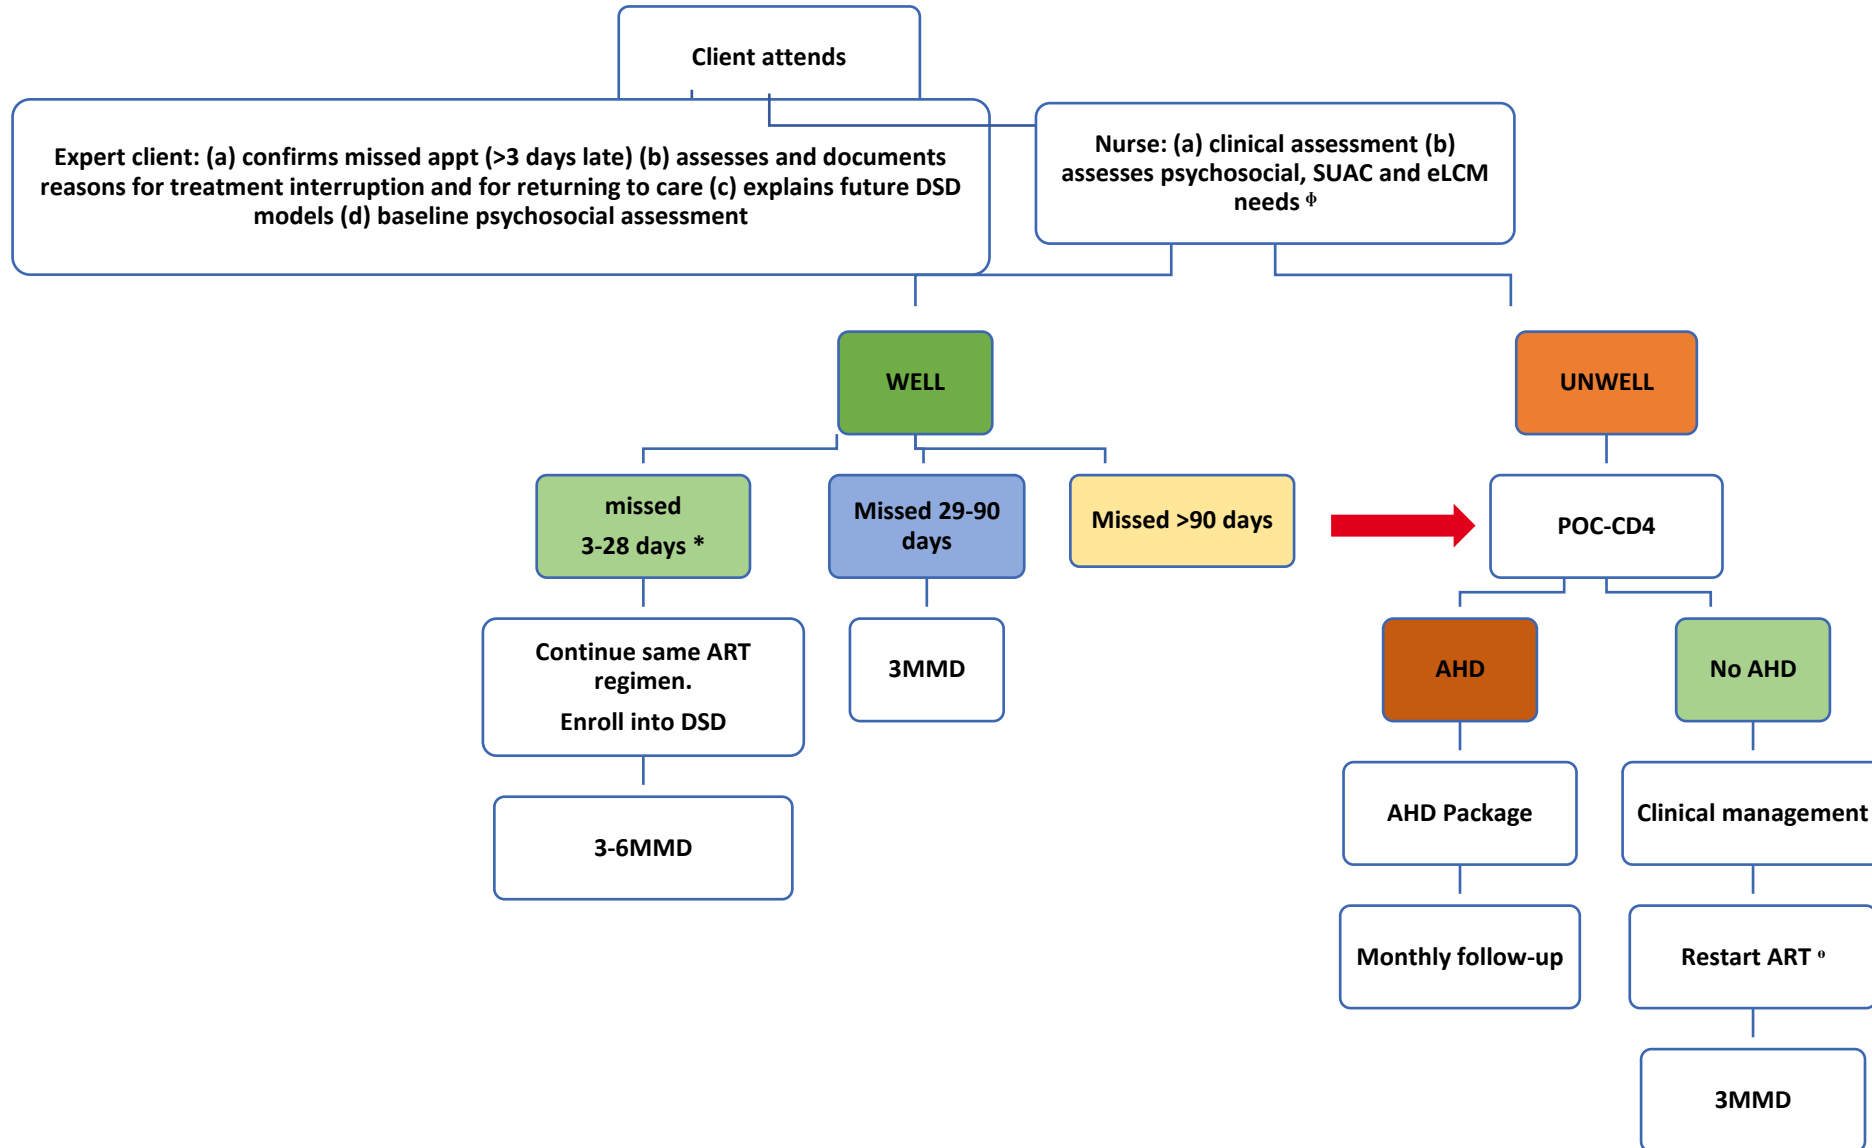 Client attends
Expert client: (a) confirms missed appt (>3 days late) (b) assesses and documents
reasons for treatment interruption and for returning to care (c) explains future DSD
models (d) baseline psychosocial assessment
Nurse: (a) clinical assessment (b)
assesses psychosocial, SUAC and eLCM
needs ᶲ
WELL
UNWELL
missed
3-28 days *
Missed 29-90
days
Missed >90 days
POC-CD4
Continue same ART
regimen.
Enroll into DSD
3MMD
AHD
No AHD
3-6MMD
AHD Package
Clinical management
Monthly follow-up
Restart ART ᶿ
3MMD